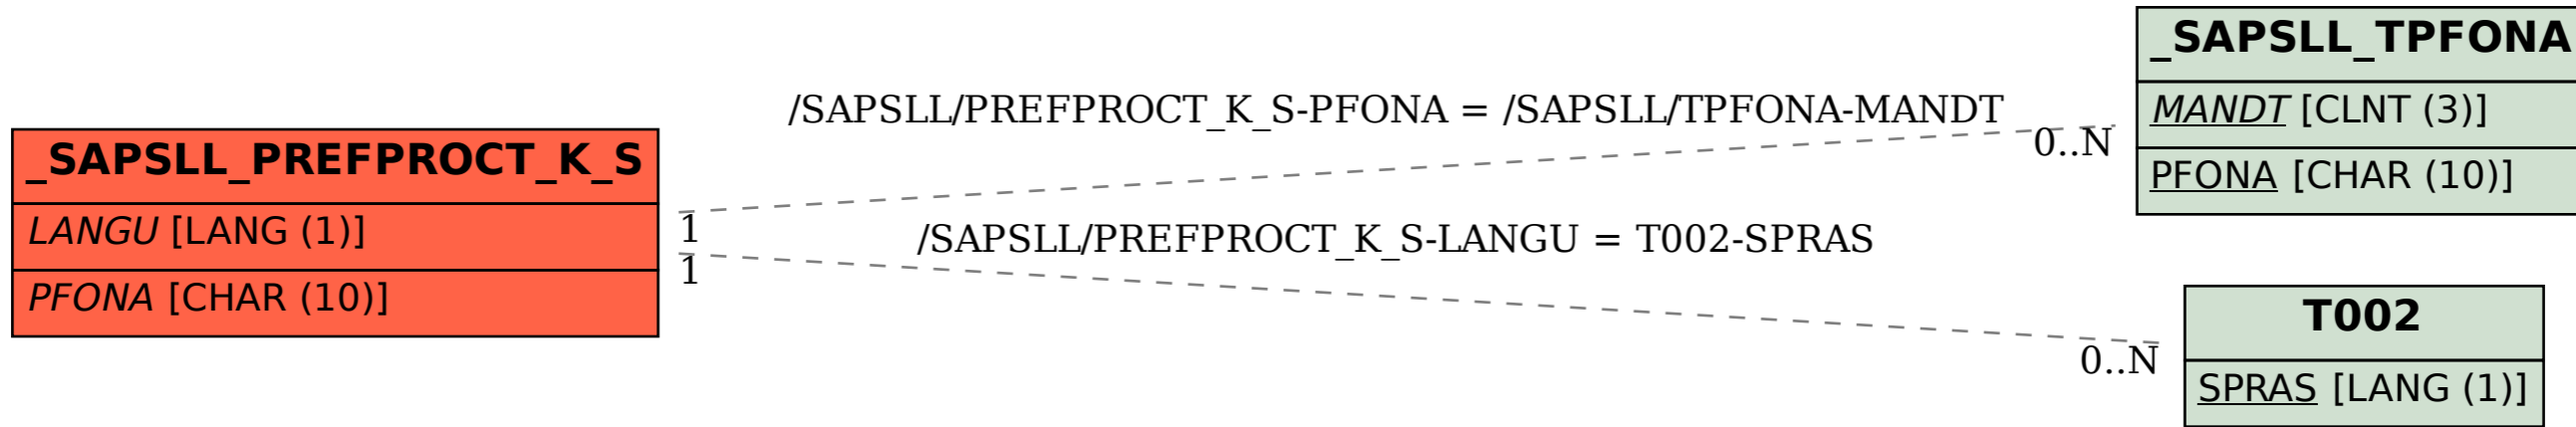 _SAPSLL_PREFPROCT_K_S
LANGU [LANG (1)]
PFONA [CHAR (10)]
/SAPSLL/PREFPROCT_K_S-PFONA = /SAPSLL/TPFONA-MANDT
0..N
1
/SAPSLL/PREFPROCT_K_S-LANGU = T002-SPRAS
1
0..N
_SAPSLL_TPFONA
MANDT [CLNT (3)]
PFONA [CHAR (10)]
T002
SPRAS [LANG (1)]